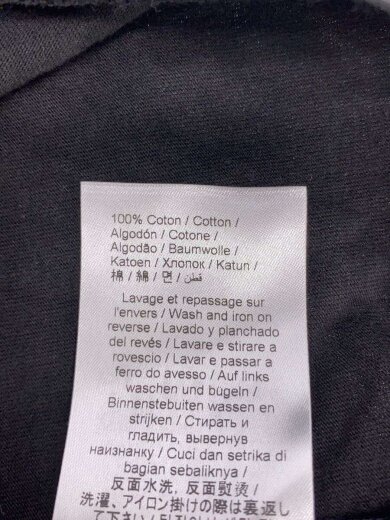 100% Coton / Cotton /
Algodón / Cotone /
Algodão / Baumwolle /
Katoen / Хлопок / Katun /
棉 / 綿 / 면 / قطن
Lavage et repassage sur
l'envers / Wash and iron on
reverse / Lavado y planchado
del revés / Lavare e stirare a
rovescio / Lavar e passar a
ferro do avesso / Auf links
waschen und bügeln /
Binnenstebuiten wassen en
strijken / Стирать и
гладить, вывернув
наизнанку / Cuci dan setrika di
bagian sebaliknya /
反面水洗，反面熨烫 /
洗濯、アイロン掛けの際は裏返し
て下さい /